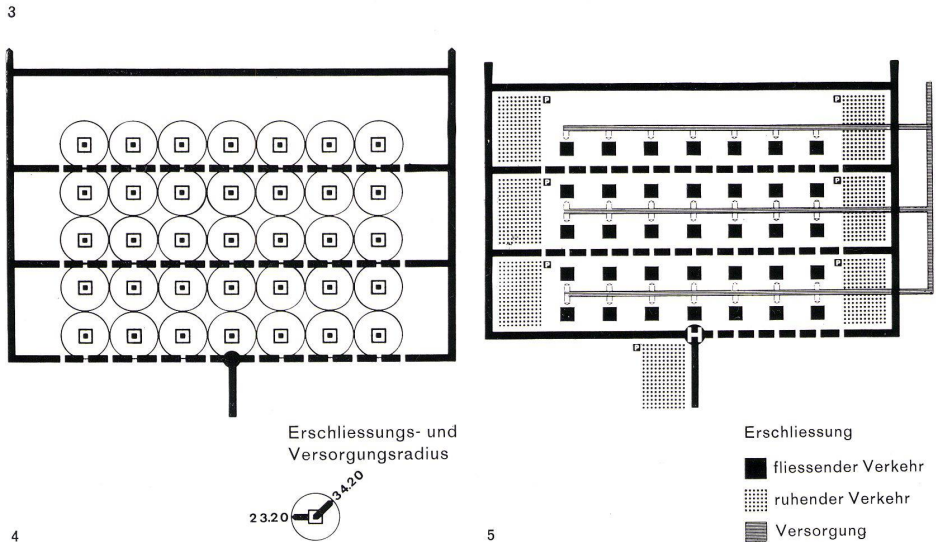 3
P
P
P
P
P
P
H
P
Erschliessungs- und
Versorgungsradius
34.20
23.20
Erschliessung
fliessender Verkehr
ruhender Verkehr
Versorgung
4
5